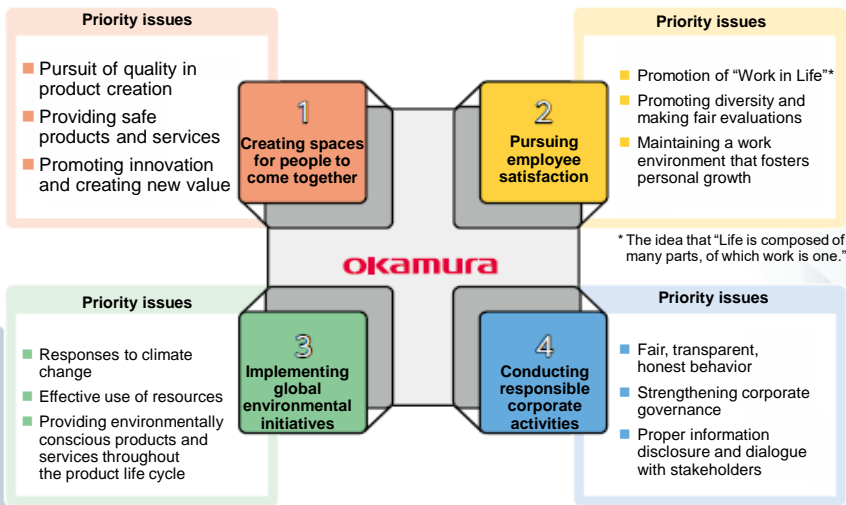 Priority issues
Pursuit of quality in
product creation
Providing safe
products and services
Promoting innovation
and creating new value
1
Creating spaces
for people to
come together
Priority issues
Promotion of “Work in Life”*
Promoting diversity and
making fair evaluations
Maintaining a work
environment that fosters
personal growth
2
Pursuing
employee
satisfaction
* The idea that “Life is composed of
many parts, of which work is one.”
okamura
Priority issues
Responses to climate
change
Effective use of resources
Providing environmentally
conscious products and
services throughout
the product life cycle
3
Implementing
global
environmental
initiatives
4
Conducting
responsible
corporate
activities
Priority issues
Fair, transparent,
honest behavior
Strengthening corporate
governance
Proper information
disclosure and dialogue
with stakeholders